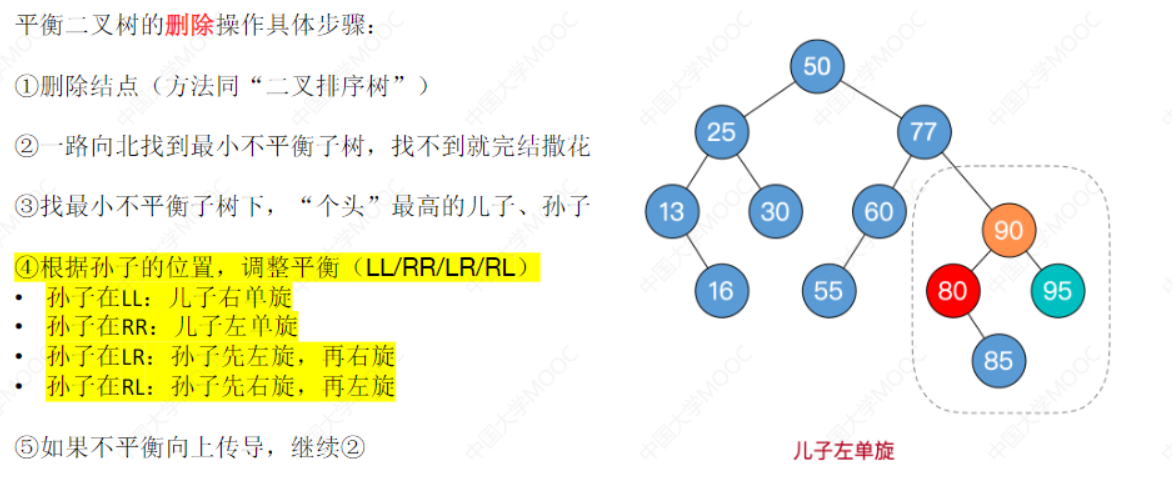 平衡二叉树的删除操作具体步骤：
①删除结点（方法同“二叉排序树”）
②一路向北找到最小不平衡子树，找不到就完结撒花
③找最小不平衡子树下，“个头”最高的儿子、孙子
④根据孙子的位置，调整平衡（LL/RR/LR/RL）
• 孙子在LL：儿子右单旋
• 孙子在RR：儿子左单旋
• 孙子在LR：孙子先左旋，再右旋
• 孙子在RL：孙子先右旋，再左旋
⑤如果不平衡向上传导，继续②
50
25 77
13 30 60 90
16 55 80 95
85
儿子左单旋
中国大学MOOC